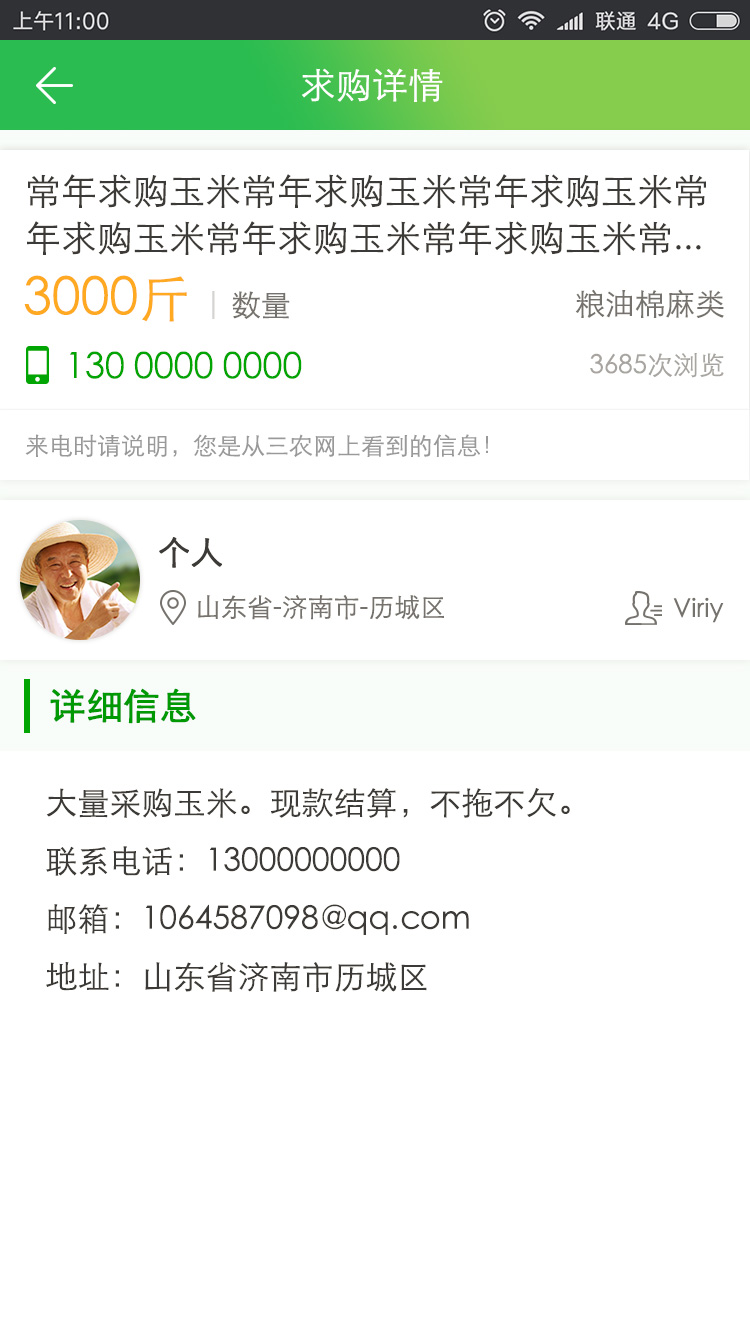 上午11:00 联通 4G
求购详情
常年求购玉米常年求购玉米常年求购玉米常
年求购玉米常年求购玉米常年求购玉米常...
3000斤 | 数量 粮油棉麻类
130 0000 0000 3685次浏览
来电时请说明，您是从三农网上看到的信息！
个人
山东省-济南市-历城区 Viriy
详细信息
大量采购玉米。现款结算，不拖不欠。
联系电话：13000000000
邮箱：1064587098@qq.com
地址：山东省济南市历城区